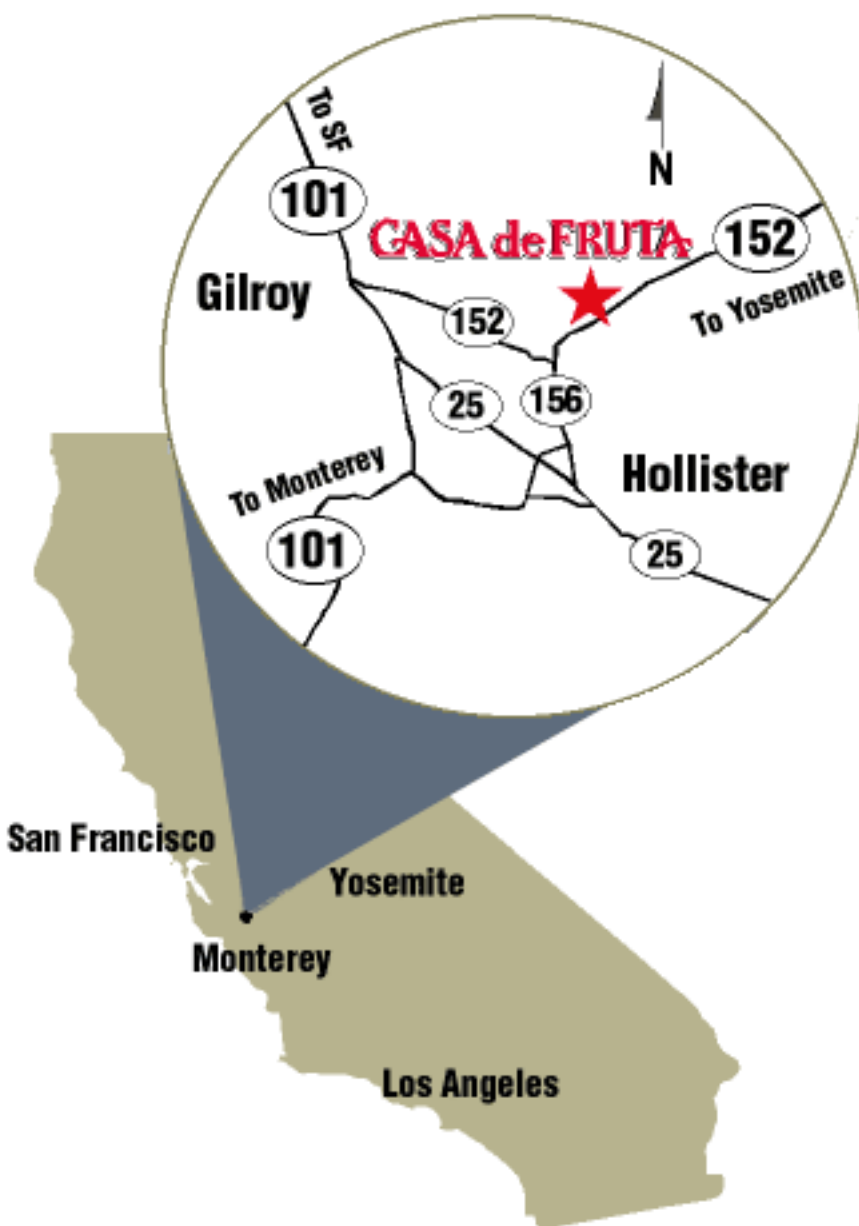 To SF
101
N
CASA de FRUTA
152
Gilroy
To Yosemite
152
25
156
To Monterey
Hollister
101
25
San Francisco
Yosemite
Monterey
Los Angeles